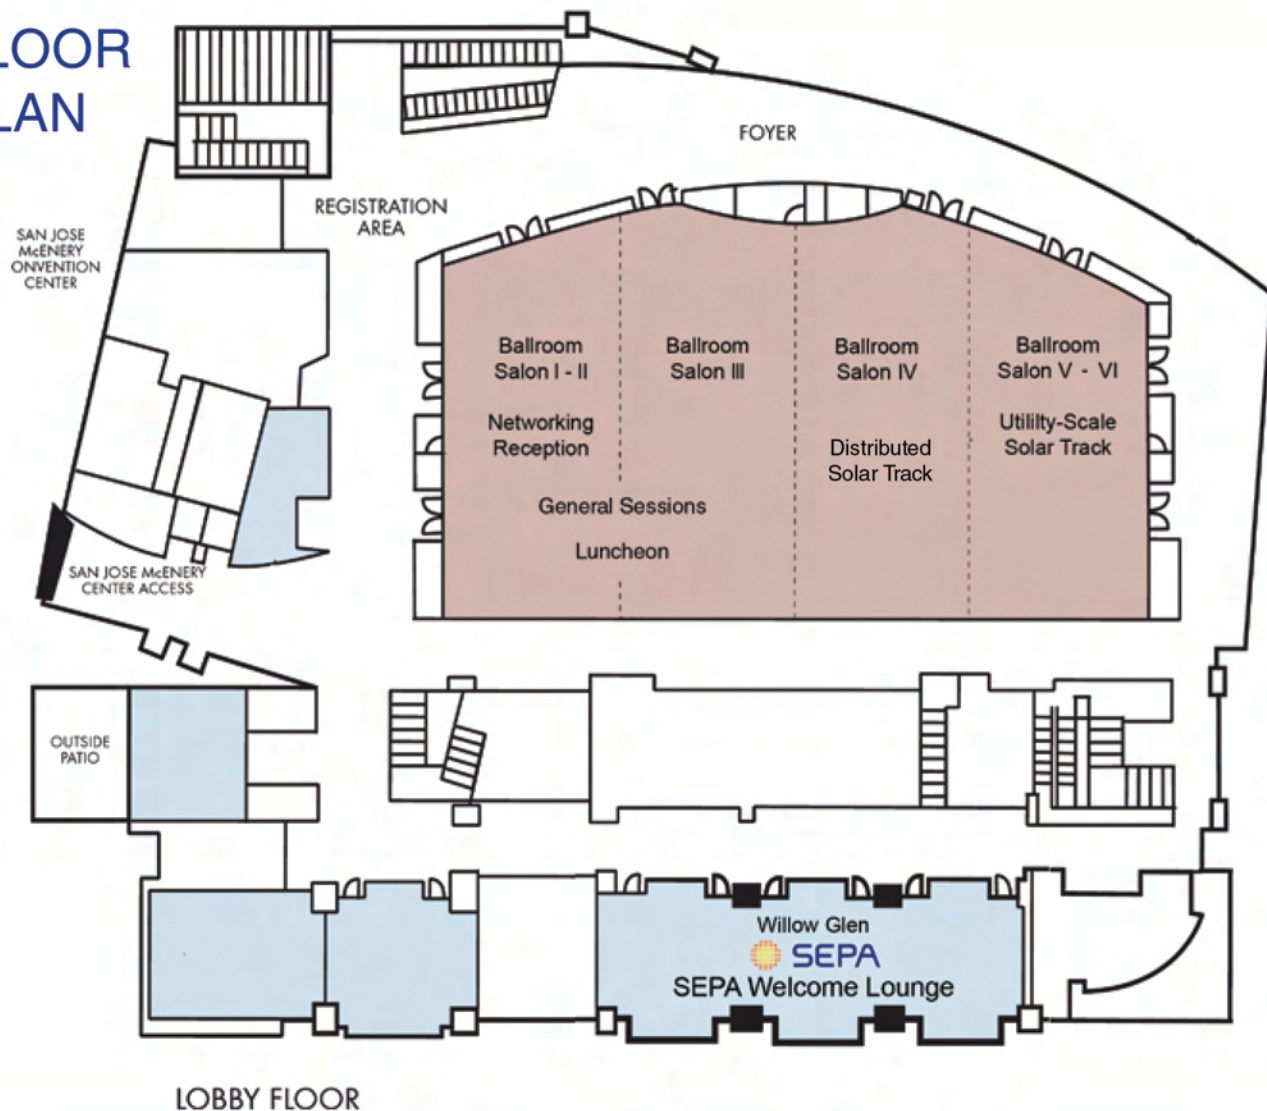 LOOR
LAN
FOYER
REGISTRATION
AREA
SAN JOSE
McENERY
ONVENTION
CENTER
Ballroom
Salon I - II
Ballroom
Salon III
Ballroom
Salon IV
Ballroom
Salon V - VI
Networking
Reception
Distributed
Solar Track
Utililty-Scale
Solar Track
General Sessions
Luncheon
SAN JOSE McENERY
CENTER ACCESS
OUTSIDE
PATIO
Willow Glen
SEPA
SEPA Welcome Lounge
LOBBY FLOOR